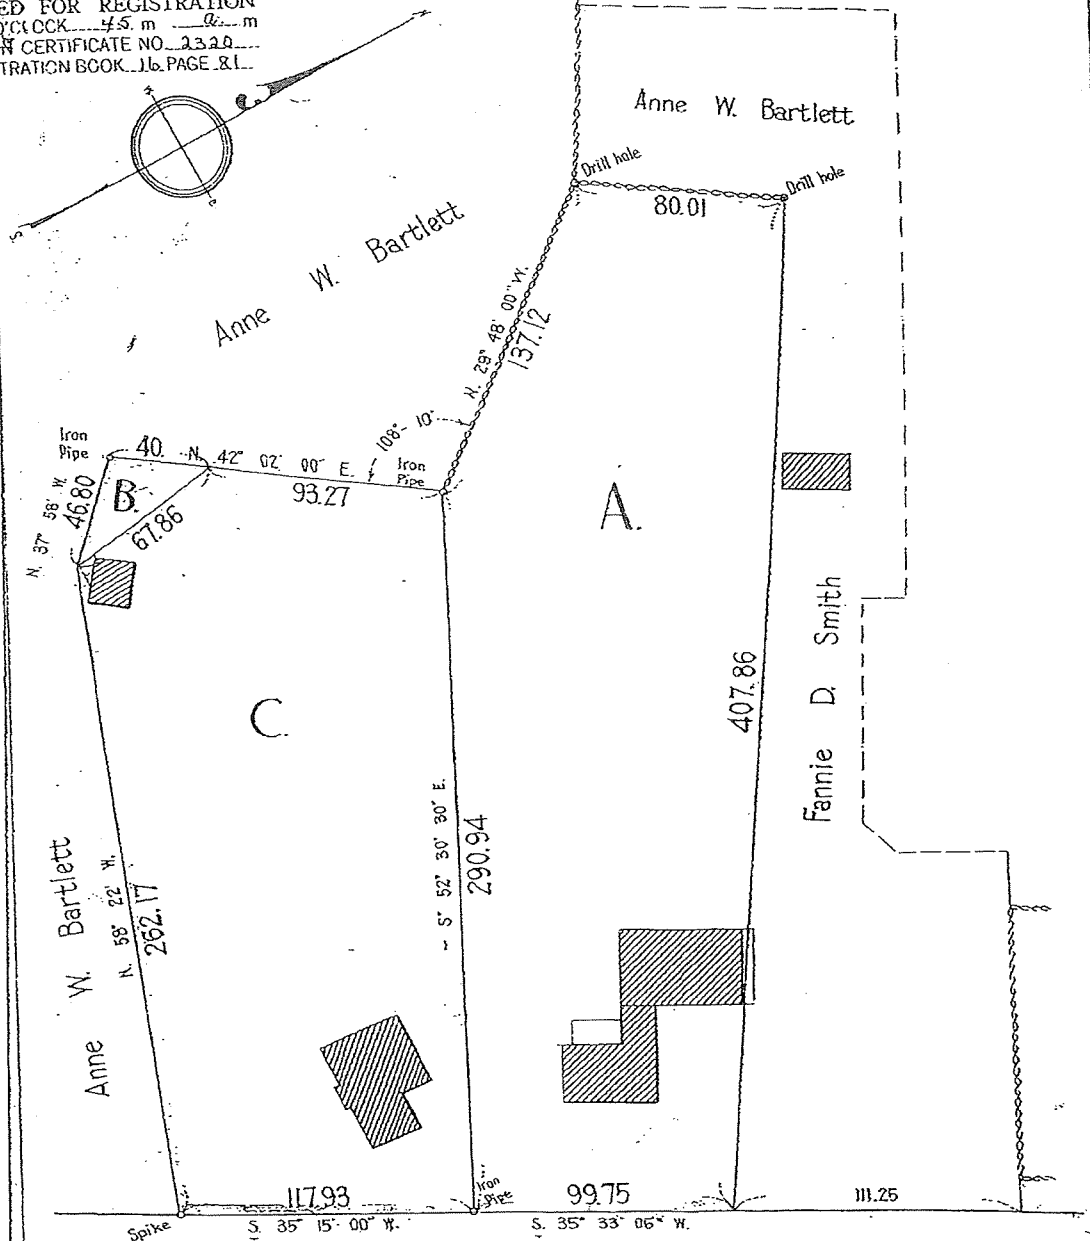 ED FOR REGISTRATION
O'CLOCK 45 m a. m
CERTIFICATE NO. 2320
TRATION BOOK 16 PAGE 81
N
S
Anne W. Bartlett
Drill hole
Drill hole
80.01
Anne W. Bartlett
N. 29° 48' 00" W.
137.12
108° - 10'
Iron Pipe
40.
N. 42° 02' 00" E.
93.27
Iron Pipe
N. 37° 58' W.
46.80
B.
67.86
A.
C.
407.86
Fannie D. Smith
S° 52' 30' 30" E.
290.94
Anne W. Bartlett
N. 58° 22' W.
262.17
Iron Pipe
117.93
99.75
111.25
Spike
S. 35° 15' 00" W.
S. 35° 33' 06" W.